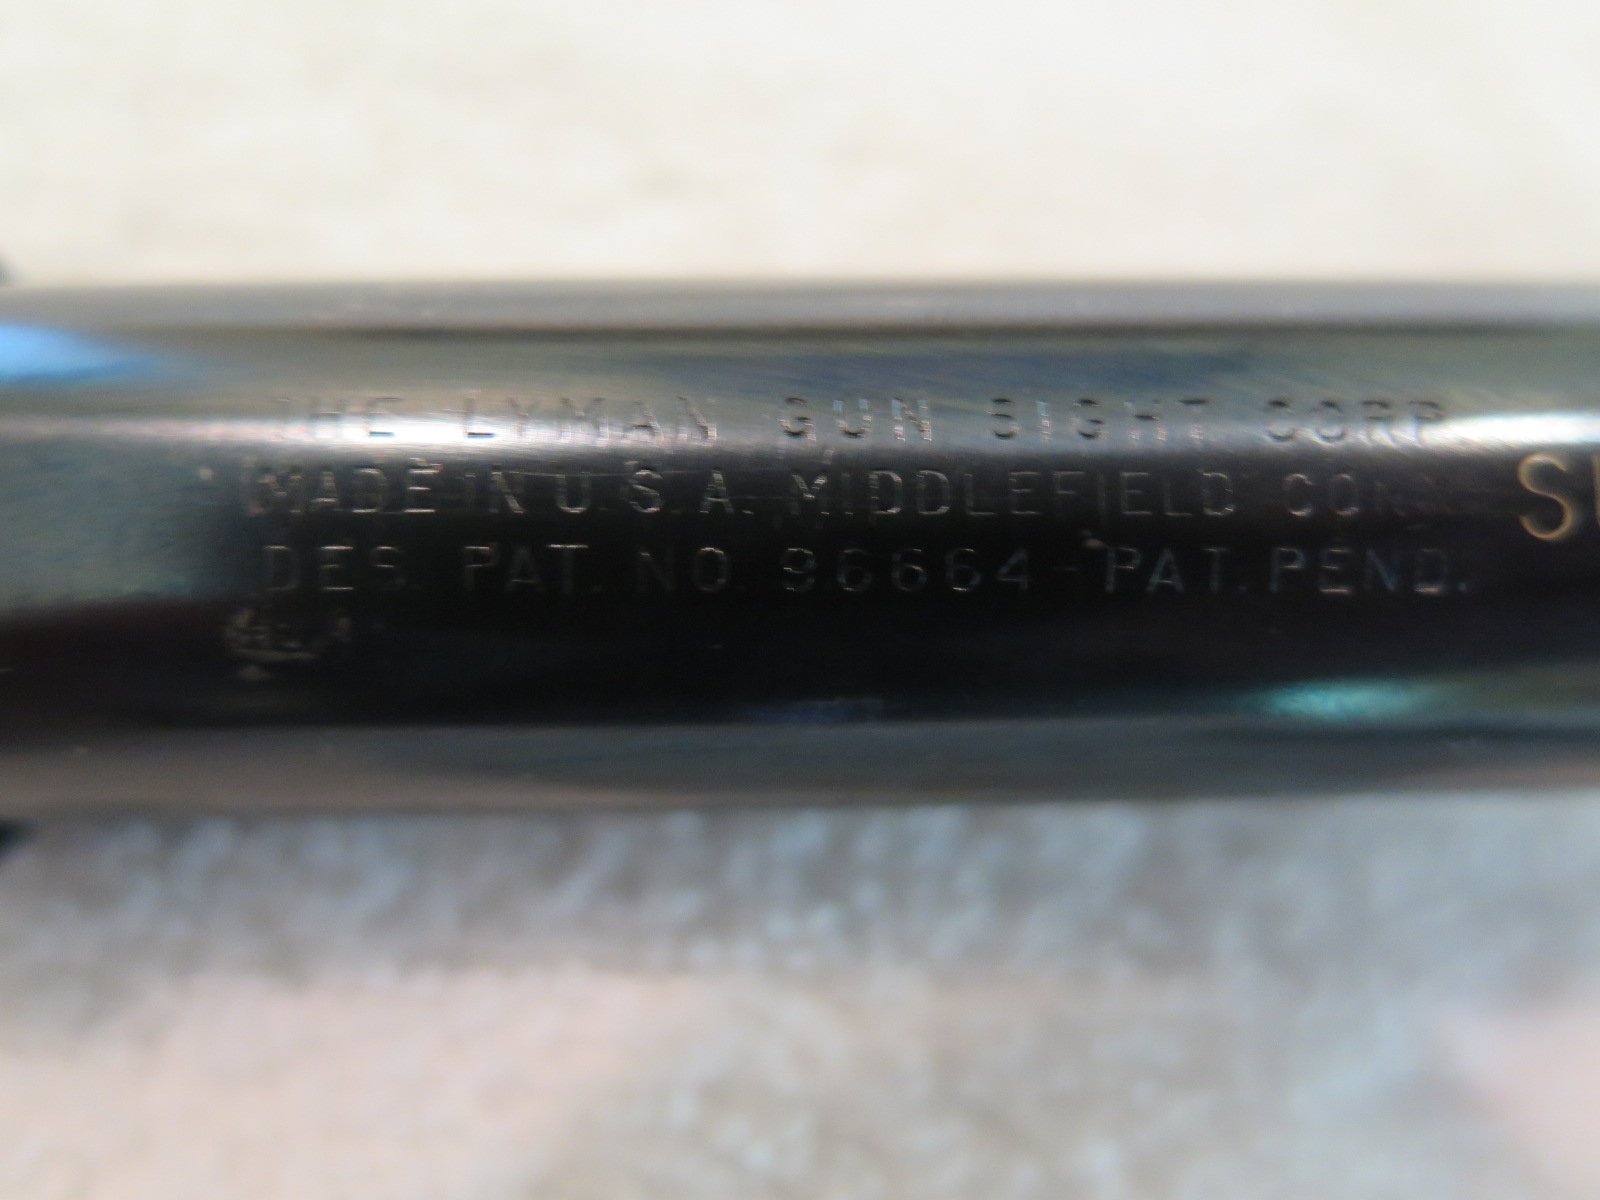 THE LYMAN GUN SIGHT CORP.
MADE IN U.S.A. MIDDLEFIELD CONN
DES. PAT. NO. 96664 - PAT. PEND.